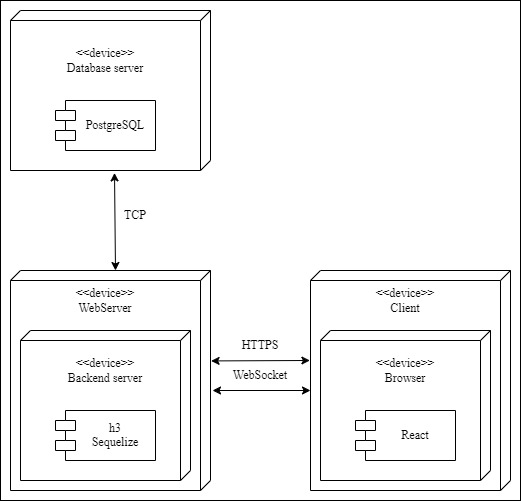 <<device>>
Database server
PostgreSQL
TCP
<<device>>
WebServer
<<device>>
Backend server
h3
Sequelize
HTTPS
WebSocket
<<device>>
Client
<<device>>
Browser
React